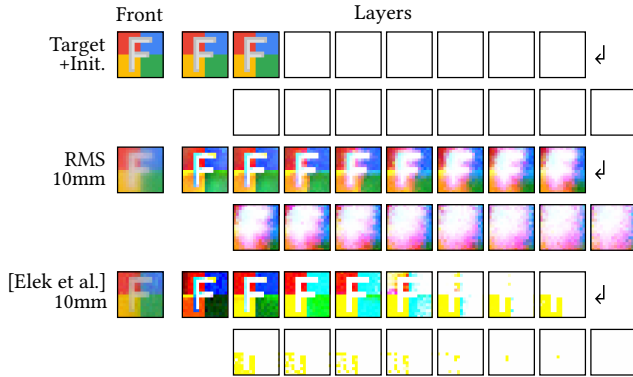 Front Layers
Target
+Init.
RMS
10mm
[Elek et al.]
10mm